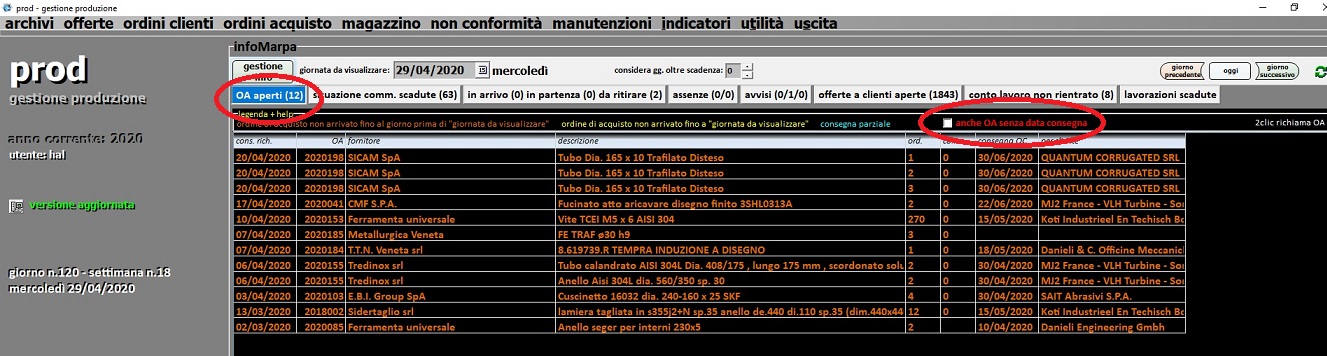 prod - gestione produzione
archivi offerte ordini clienti ordini acquisto magazzino non conformità manutenzioni indicatori utilità uscita
infoMarpa
prod
gestione produzione
anno corrente: 2020
utente: hal
versione aggiornata
giorno n.120 - settimana n.18
mercoledì 29/04/2020
gestione info
giornata da visualizzare: 29/04/2020 mercoledì considera gg. oltre scadenza: 0
giorno precedente oggi giorno successivo
OA aperti (12) situazione comm. scadute (63) in arrivo (0) in partenza (0) da ritirare (2) assenze (0/0) avvisi (0/1/0) offerte a clienti aperte (1843) conto lavoro non rientrato (8) lavorazioni scadute
legenda + help
ordine di acquisto non arrivato fino al giorno prima di "giornata da visualizzare" ordine di acquisto non arrivato fino a "giornata da visualizzare" consegna parziale anche OA senza data consegna 2clic richiama OA
cons. rich. OA fornitore descrizione ord. consegna OC
20/04/2020 2020198 SICAM SpA Tubo Dia. 165 x 10 Trafilato Disteso 1 0 30/06/2020 QUANTUM CORRUGATED SRL
20/04/2020 2020198 SICAM SpA Tubo Dia. 165 x 10 Trafilato Disteso 2 0 30/06/2020 QUANTUM CORRUGATED SRL
20/04/2020 2020198 SICAM SpA Tubo Dia. 165 x 10 Trafilato Disteso 3 0 30/06/2020 QUANTUM CORRUGATED SRL
17/04/2020 2020041 CMF S.P.A. Fucinato atto aricavare disegno finito 3SHL0313A 2 0 22/06/2020 MJ2 France - VLH Turbine - Sou
10/04/2020 2020153 Ferramenta universale Vite TCEI M5 x 6 AISI 304 270 0 15/05/2020 Koti Industrieel En Techisch Bo
07/04/2020 2020185 Metallurgica Veneta FE TRAF ø30 h9 3 0
07/04/2020 2020184 T.T.N. Veneta srl 8.619739.R TEMPRA INDUZIONE A DISEGNO 1 0 18/05/2020 Danieli & C. Officine Meccanic
06/04/2020 2020155 Tredinox srl Tubo calandrato AISI 304L Dia. 408/175 , lungo 175 mm , scordonato solu 2 0 30/04/2020 MJ2 France - VLH Turbine - Sou
06/04/2020 2020155 Tredinox srl Anello Aisi 304L dia. 560/350 sp. 30 2 0 30/04/2020 MJ2 France - VLH Turbine - Sou
03/04/2020 2020103 E.B.I. Group SpA Cuscinetto 16032 dia. 240-160 x 25 SKF 4 0 30/04/2020 SAIT Abrasivi S.P.A.
13/03/2020 2018002 Sidertaglio srl lamiera tagliata in s355j2+N sp.35 anello de.440 di.110 sp.35 (dim.440x44 12 0 15/05/2020 Koti Industrieel En Techisch Bo
02/03/2020 2020085 Ferramenta universale Anello seger per interni 230x5 2 10/04/2020 Danieli Engineering Gmbh